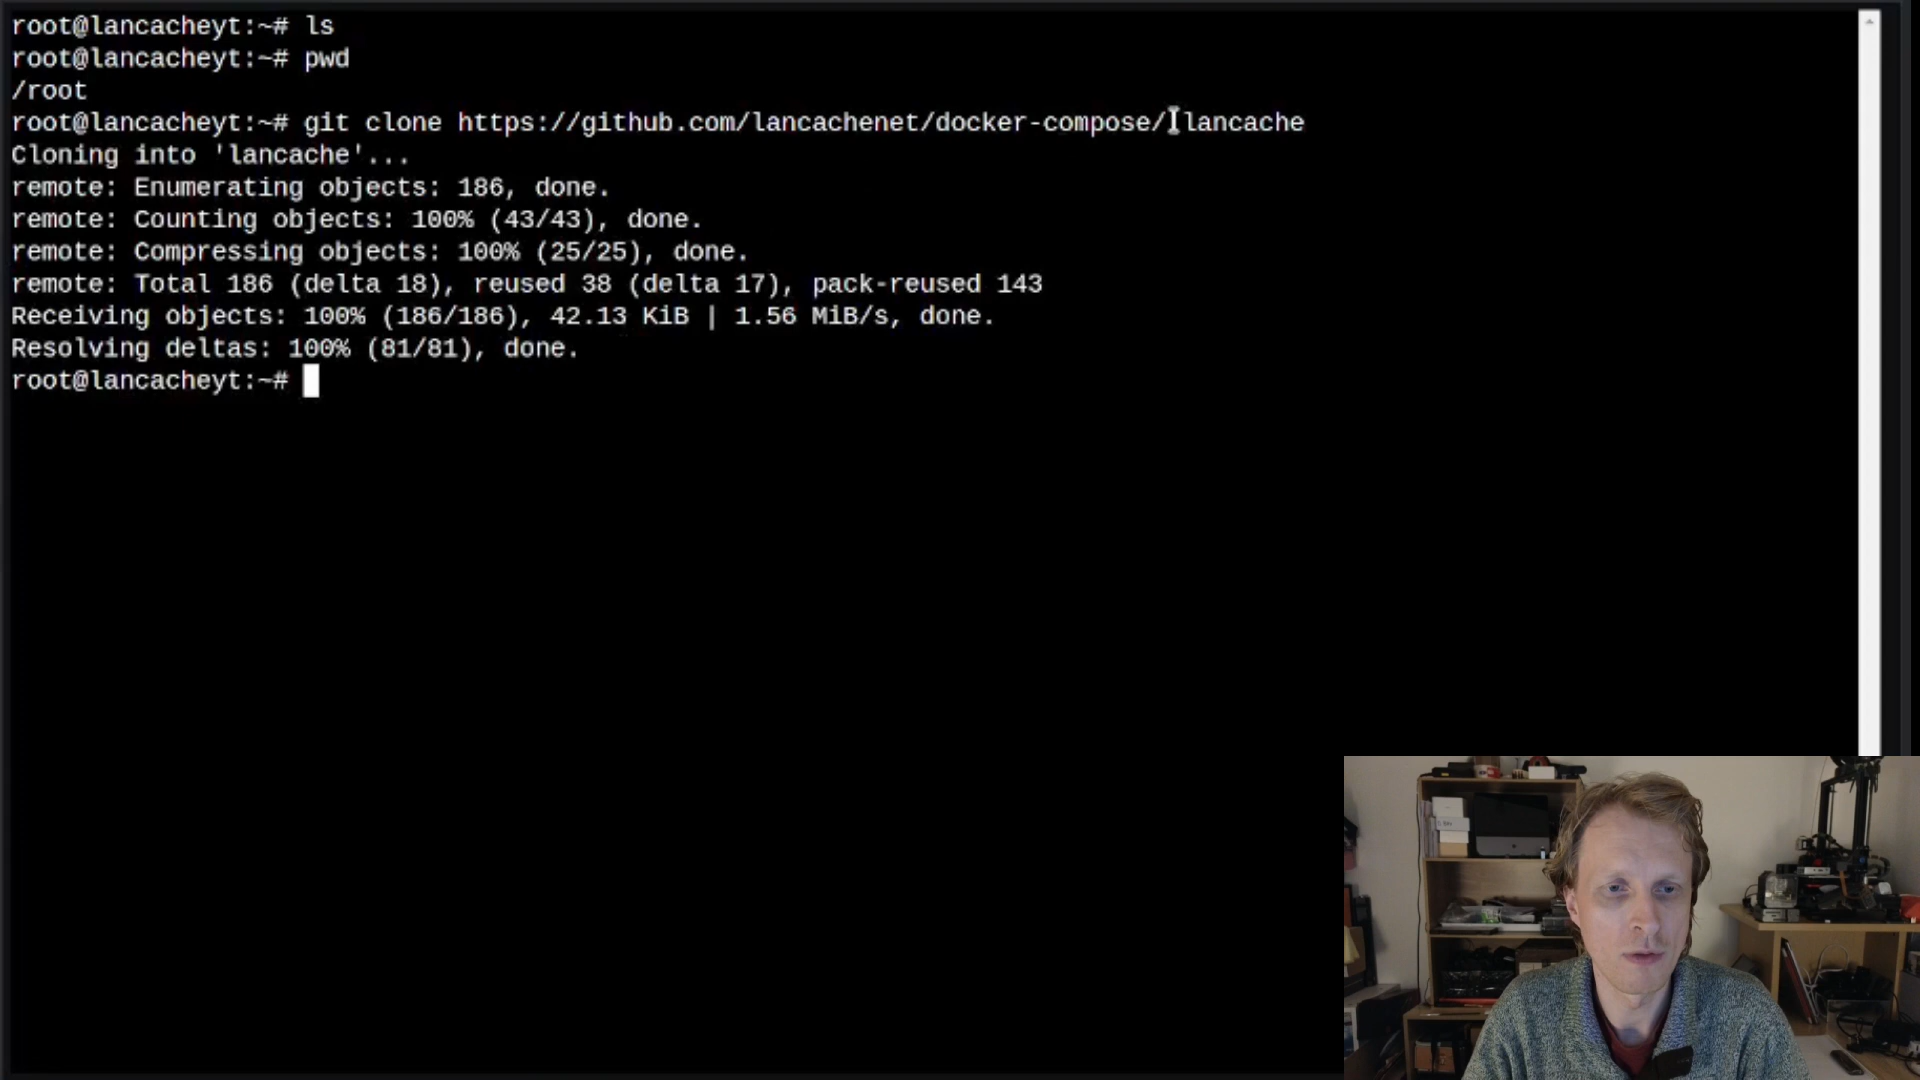 root@lancacheyt:~# ls
root@lancacheyt:~# pwd
/root
root@lancacheyt:~# git clone https://github.com/lancachenet/docker-compose/ lancache
Cloning into 'lancache'...
remote: Enumerating objects: 186, done.
remote: Counting objects: 100% (43/43), done.
remote: Compressing objects: 100% (25/25), done.
remote: Total 186 (delta 18), reused 38 (delta 17), pack-reused 143
Receiving objects: 100% (186/186), 42.13 KiB | 1.56 MiB/s, done.
Resolving deltas: 100% (81/81), done.
root@lancacheyt:~#